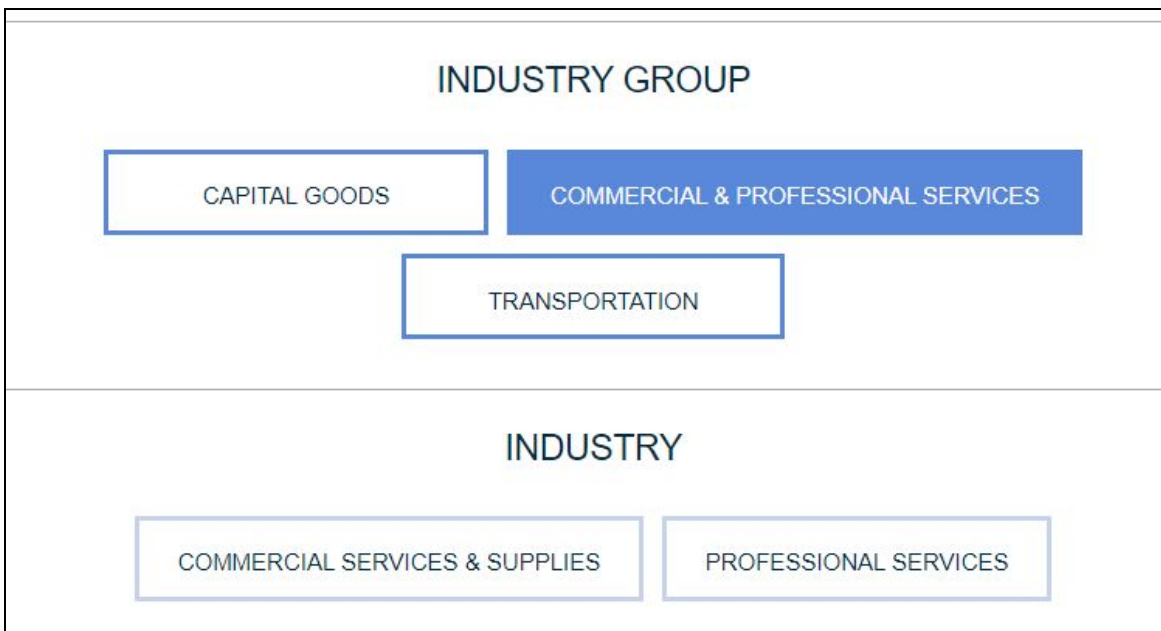 INDUSTRY GROUP
CAPITAL GOODS
COMMERCIAL & PROFESSIONAL SERVICES
TRANSPORTATION
INDUSTRY
COMMERCIAL SERVICES & SUPPLIES
PROFESSIONAL SERVICES